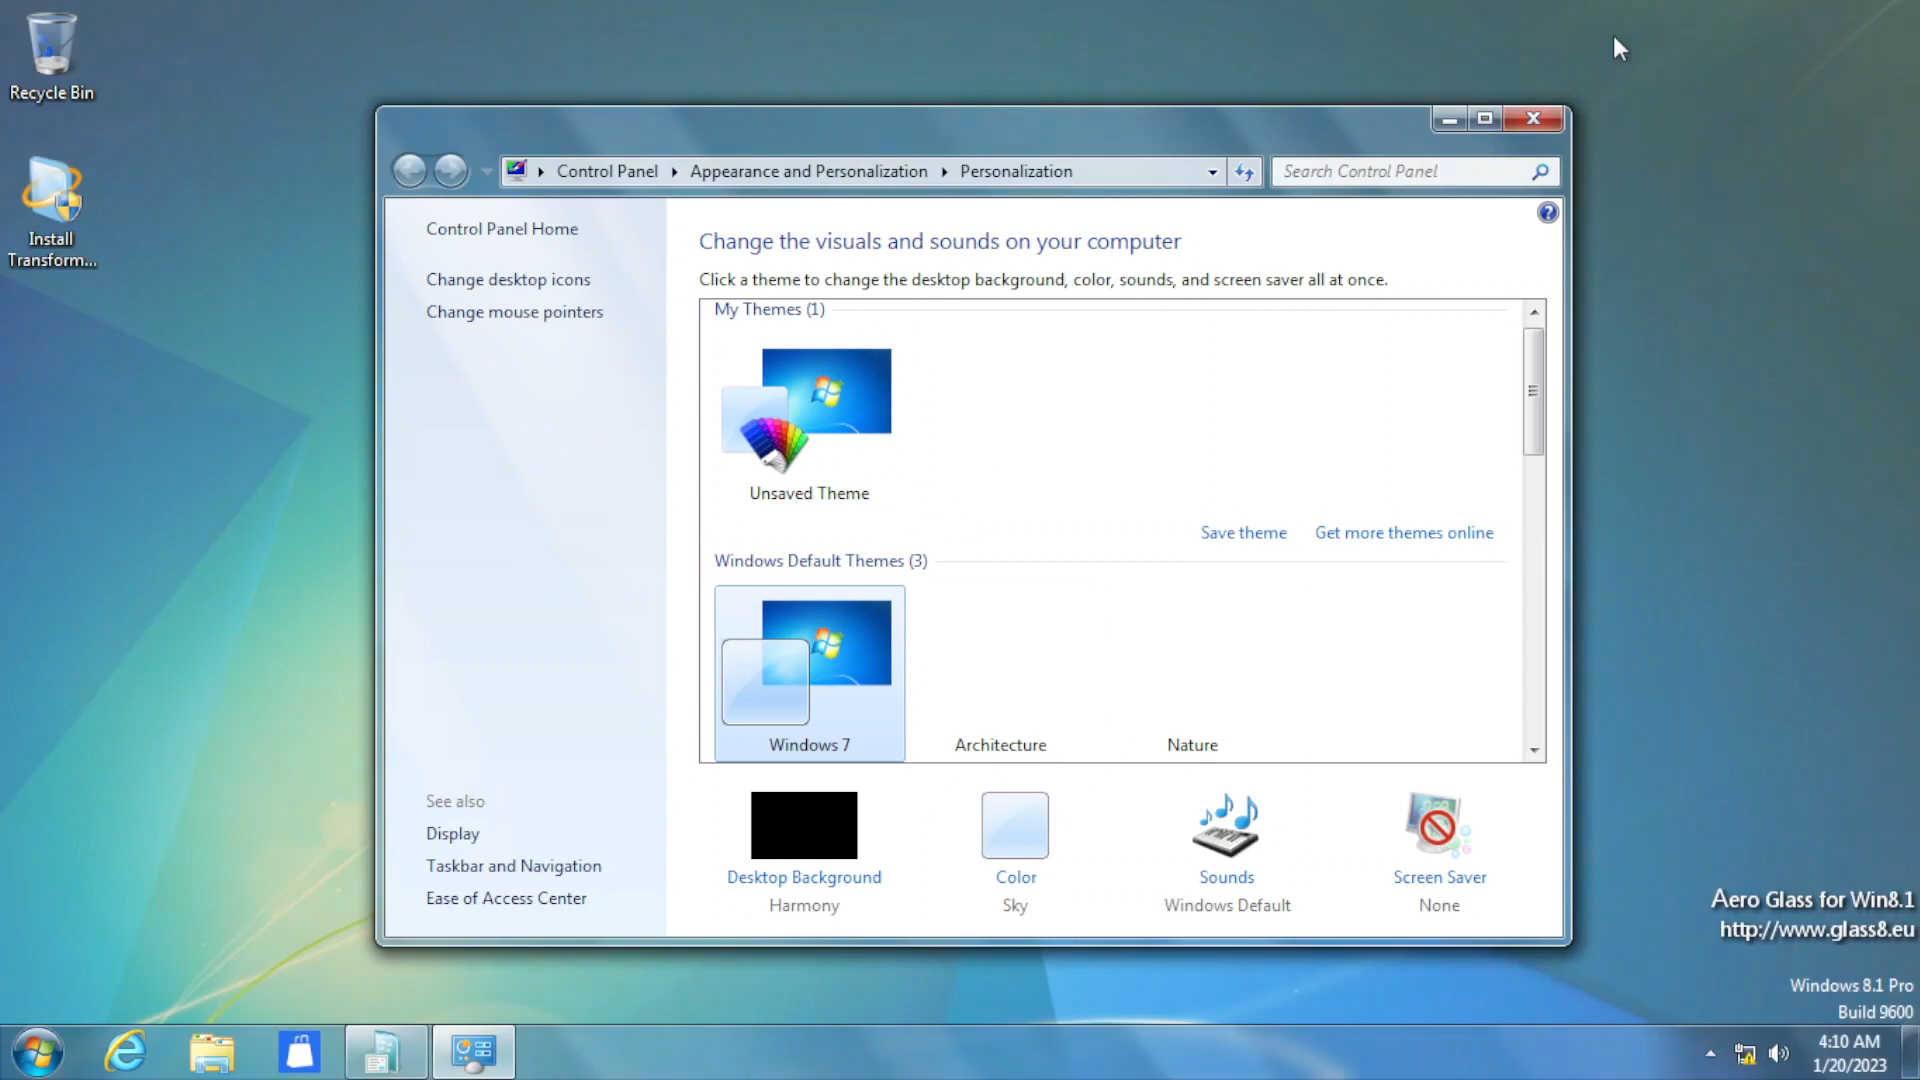 Recycle Bin
Install
Transform...
Control Panel
Appearance and Personalization
Personalization
Search Control Panel
Control Panel Home
Change desktop icons
Change mouse pointers
See also
Display
Taskbar and Navigation
Ease of Access Center
Change the visuals and sounds on your computer
Click a theme to change the desktop background, color, sounds, and screen saver all at once.
My Themes (1)
Unsaved Theme
Save theme
Get more themes online
Windows Default Themes (3)
Windows 7
Architecture
Nature
Desktop Background
Harmony
Color
Sky
Sounds
Windows Default
Screen Saver
None
Aero Glass for Win8.1
http://www.glass8.eu
Windows 8.1 Pro
Build 9600
4:10 AM
1/20/2023